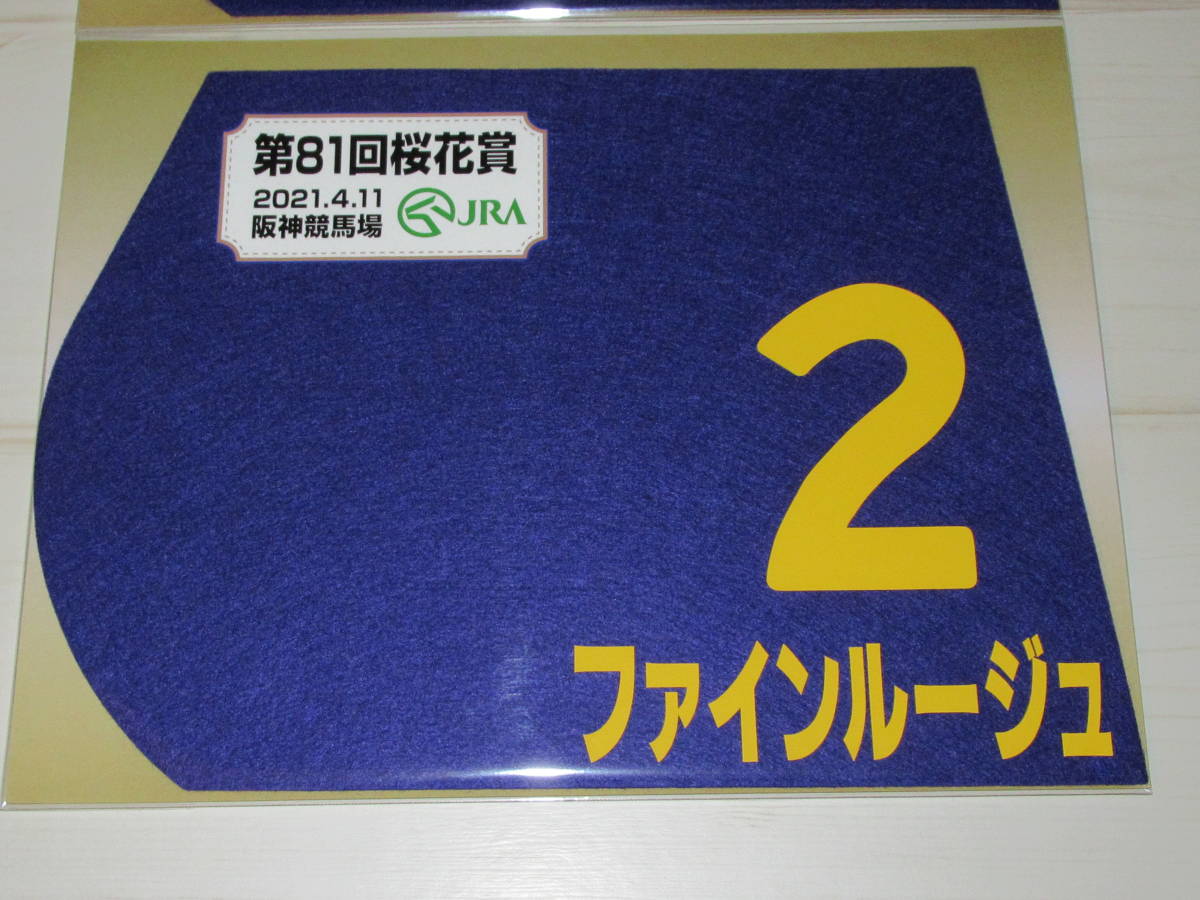 第81回桜花賞
2021.4.11
阪神競馬場
JRA
2
ファインルージュ